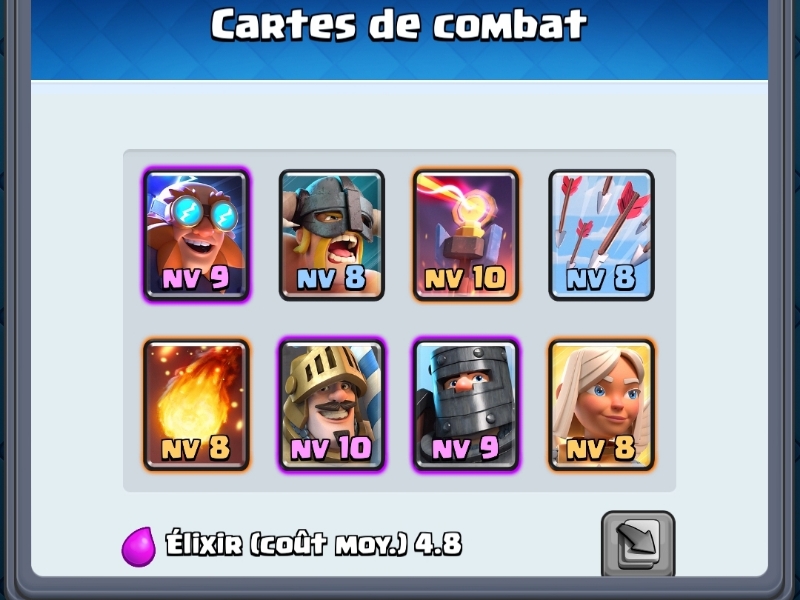 Cartes de combat
NV 9 NV 8 NV 10 NV 8
NV 8 NV 10 NV 9 NV 8
Élixir (coût moy.) 4.8